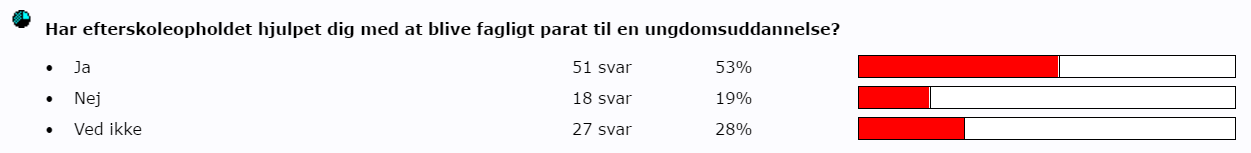 Har efterskoleopholdet hjulpet dig med at blive fagligt parat til en ungdomsuddannelse?
• Ja 51 svar 53%
• Nej 18 svar 19%
• Ved ikke 27 svar 28%